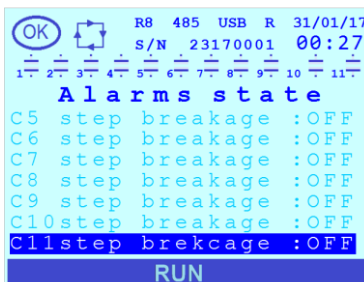 OK R8 485 USB R 31/01/17
S/N 23170001 00:27
1 2 3 4 5 6 7 8 9 10 11
Alarms state
C5 step breakage :OFF
C6 step breakage :OFF
C7 step breakage :OFF
C8 step breakage :OFF
C9 step breakage :OFF
C10step breakage :OFF
C11step brekcage :OFF
RUN